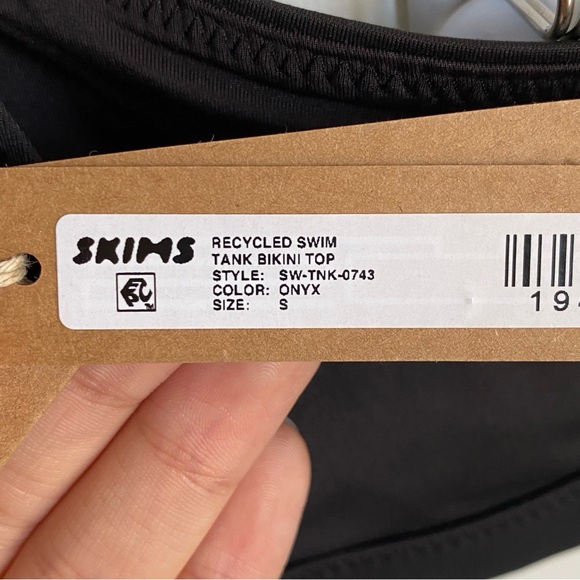 SKIMS
RECYCLED SWIM
TANK BIKINI TOP
STYLE: SW-TNK-0743
COLOR: ONYX
SIZE: S
19